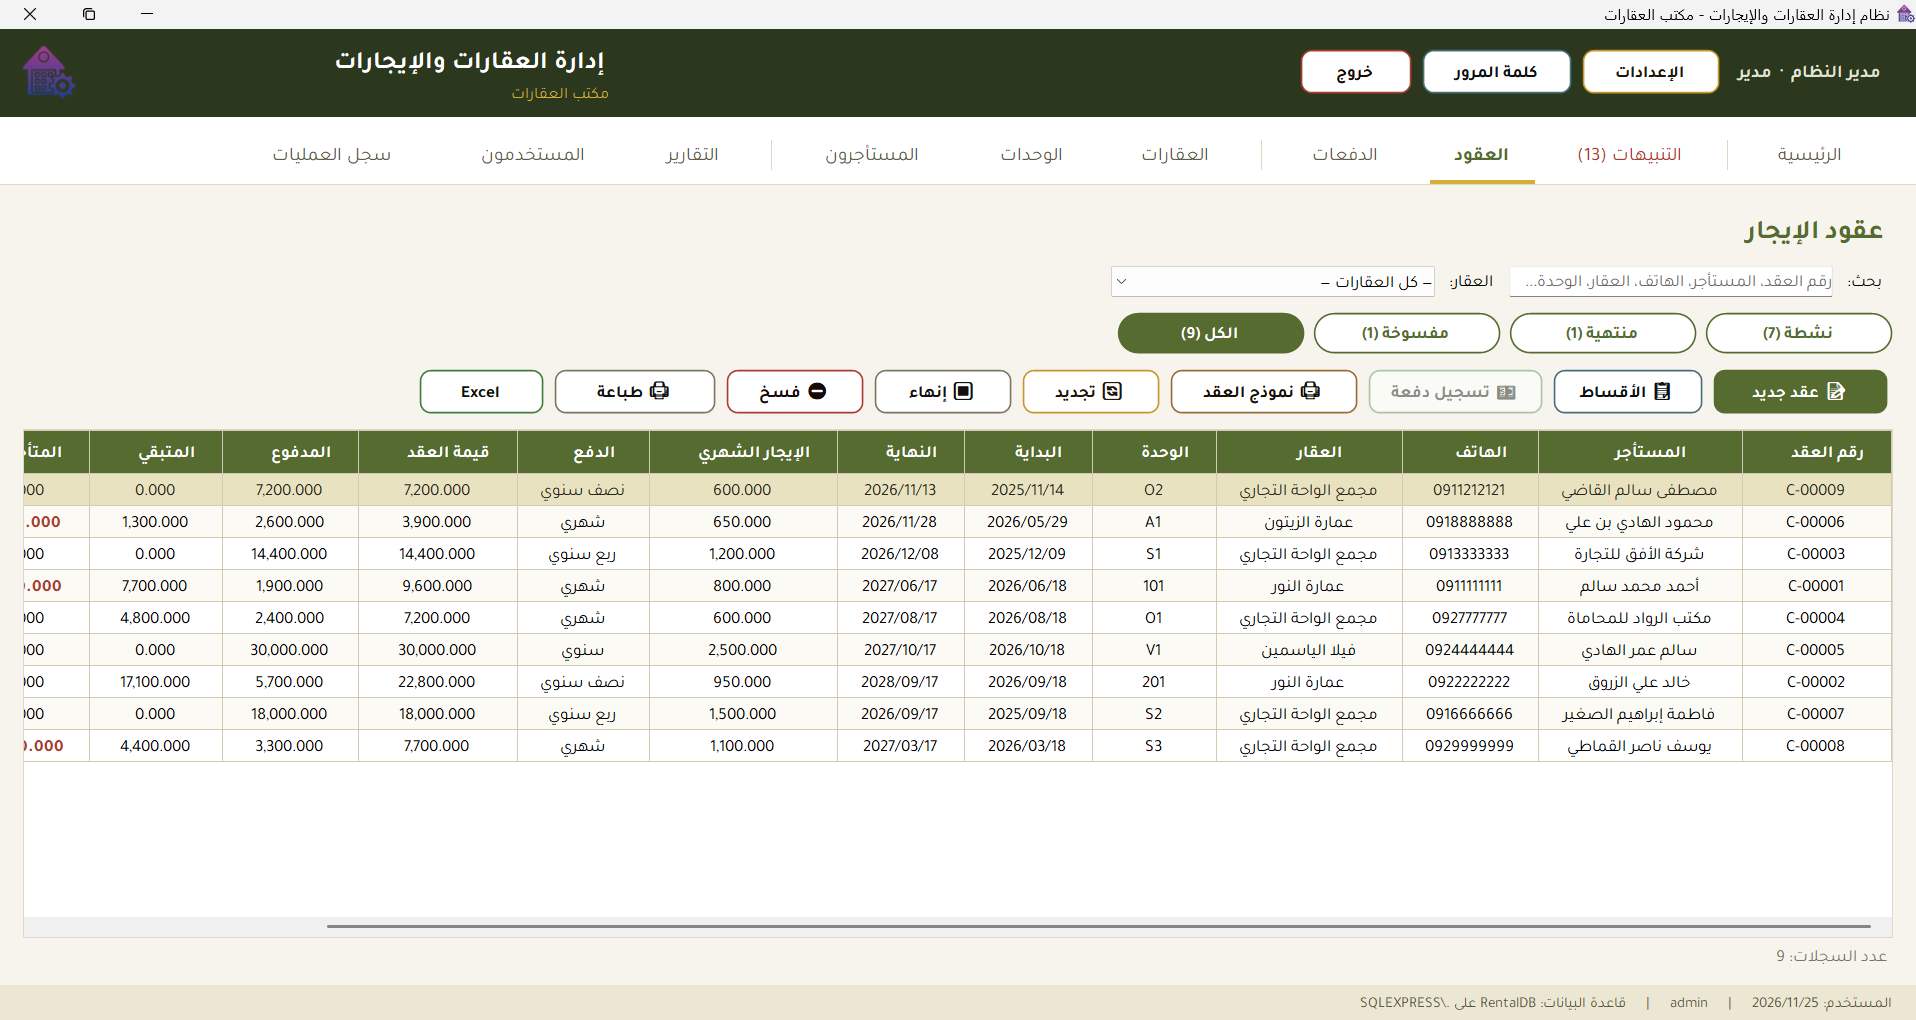 نظام إدارة العقارات والإيجارات - مكتب العقارات
مدير النظام · مدير
الإعدادات
كلمة المرور
خروج
إدارة العقارات والإيجارات
مكتب العقارات
الرئيسية
التنبيهات (13)
العقود
الدفعات
العقارات
الوحدات
المستأجرون
التقارير
المستخدمون
سجل العمليات
عقود الإيجار
بحث: رقم العقد، المستأجر، الهاتف، العقار، الوحدة...
العقار: — كل العقارات —
نشطة (7)
منتهية (1)
مفسوخة (1)
الكل (9)
عقد جديد
الأقساط
تسجيل دفعة
نموذج العقد
تجديد
إنهاء
فسخ
طباعة
Excel
رقم العقد المستأجر الهاتف العقار الوحدة البداية النهاية الإيجار الشهري الدفع قيمة العقد المدفوع المتبقي
C-00009 مصطفى سالم القاضي 0911212121 مجمع الواحة التجاري O2 2025/11/14 2026/11/13 600.000 نصف سنوي 7,200.000 7,200.000 0.000
C-00006 محمود الهادي بن علي 0918888888 عمارة الزيتون A1 2026/05/29 2026/11/28 650.000 شهري 3,900.000 2,600.000 1,300.000
C-00003 شركة الأفق للتجارة 0913333333 مجمع الواحة التجاري S1 2025/12/09 2026/12/08 1,200.000 ربع سنوي 14,400.000 14,400.000 0.000
C-00001 أحمد محمد سالم 0911111111 عمارة النور 101 2026/06/18 2027/06/17 800.000 شهري 9,600.000 1,900.000 7,700.000
C-00004 مكتب الرواد للمحاماة 0927777777 مجمع الواحة التجاري O1 2026/08/18 2027/08/17 600.000 شهري 7,200.000 2,400.000 4,800.000
C-00005 سالم عمر الهادي 0924444444 فيلا الياسمين V1 2026/10/18 2027/10/17 2,500.000 سنوي 30,000.000 30,000.000 0.000
C-00002 خالد علي الزروق 0922222222 عمارة النور 201 2026/09/18 2028/09/17 950.000 نصف سنوي 22,800.000 5,700.000 17,100.000
C-00007 فاطمة إبراهيم الصغير 0916666666 مجمع الواحة التجاري S2 2025/09/18 2026/09/17 1,500.000 ربع سنوي 18,000.000 18,000.000 0.000
C-00008 يوسف ناصر القماطي 0929999999 مجمع الواحة التجاري S3 2026/03/18 2027/03/17 1,100.000 شهري 7,700.000 3,300.000 4,400.000
عدد السجلات: 9
المستخدم: 2026/11/25 | admin | قاعدة البيانات: RentalDB على .\SQLEXPRESS